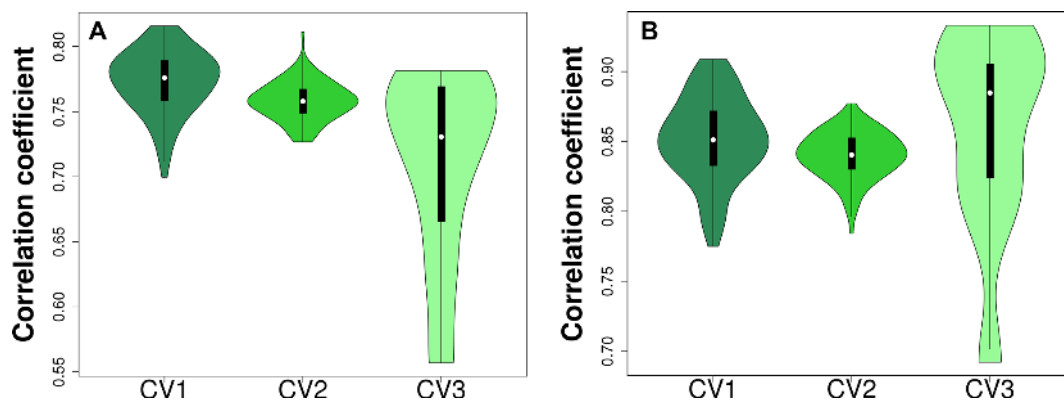 A
Correlation coefficient
0.80
0.75
0.70
0.65
0.60
0.55
CV1 CV2 CV3
B
Correlation coefficient
0.90
0.85
0.80
0.75
0.70
CV1 CV2 CV3